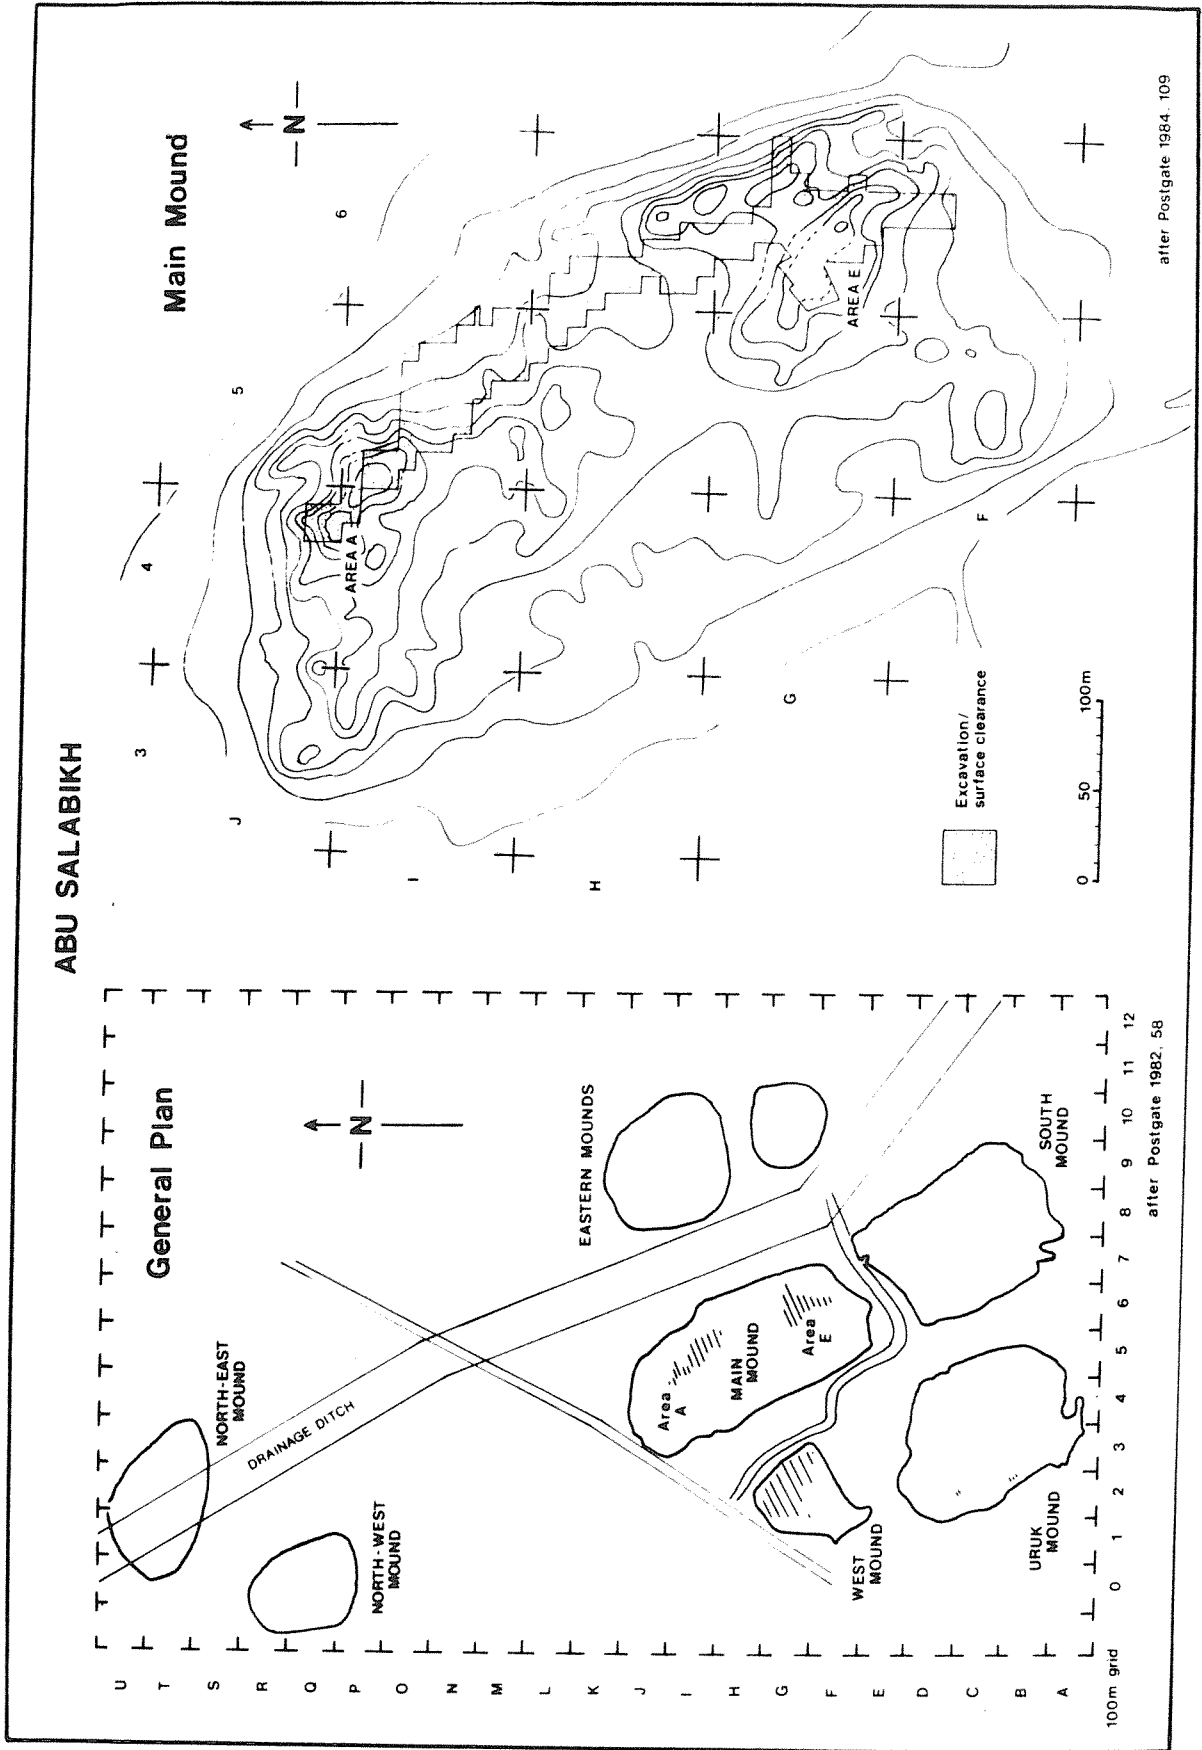 ABU SALABIKH
General Plan
N
NORTH-EAST
MOUND
DRAINAGE DITCH
NORTH-WEST
MOUND
EASTERN MOUNDS
Area
A
MAIN
MOUND
Area
E
WEST
MOUND
URUK
MOUND
SOUTH
MOUND
U
T
S
R
Q
P
O
N
M
L
K
J
I
H
G
F
E
D
C
B
A
100m grid
0 1 2 3 4 5 6 7 8 9 10 11 12
after Postgate 1982, 58
Main Mound
N
3
4
5
6
J
I
H
G
F
AREA A
AREA E
Excavation/
surface clearance
0 50 100m
after Postgate 1984, 109